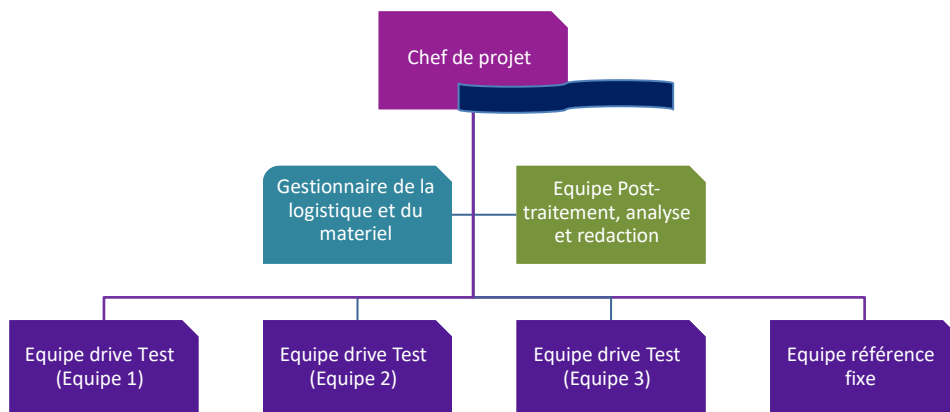 Chef de projet
Gestionnaire de la
logistique et du
materiel
Equipe Post-
traitement, analyse
et redaction
Equipe drive Test
(Equipe 1)
Equipe drive Test
(Equipe 2)
Equipe drive Test
(Equipe 3)
Equipe référence
fixe